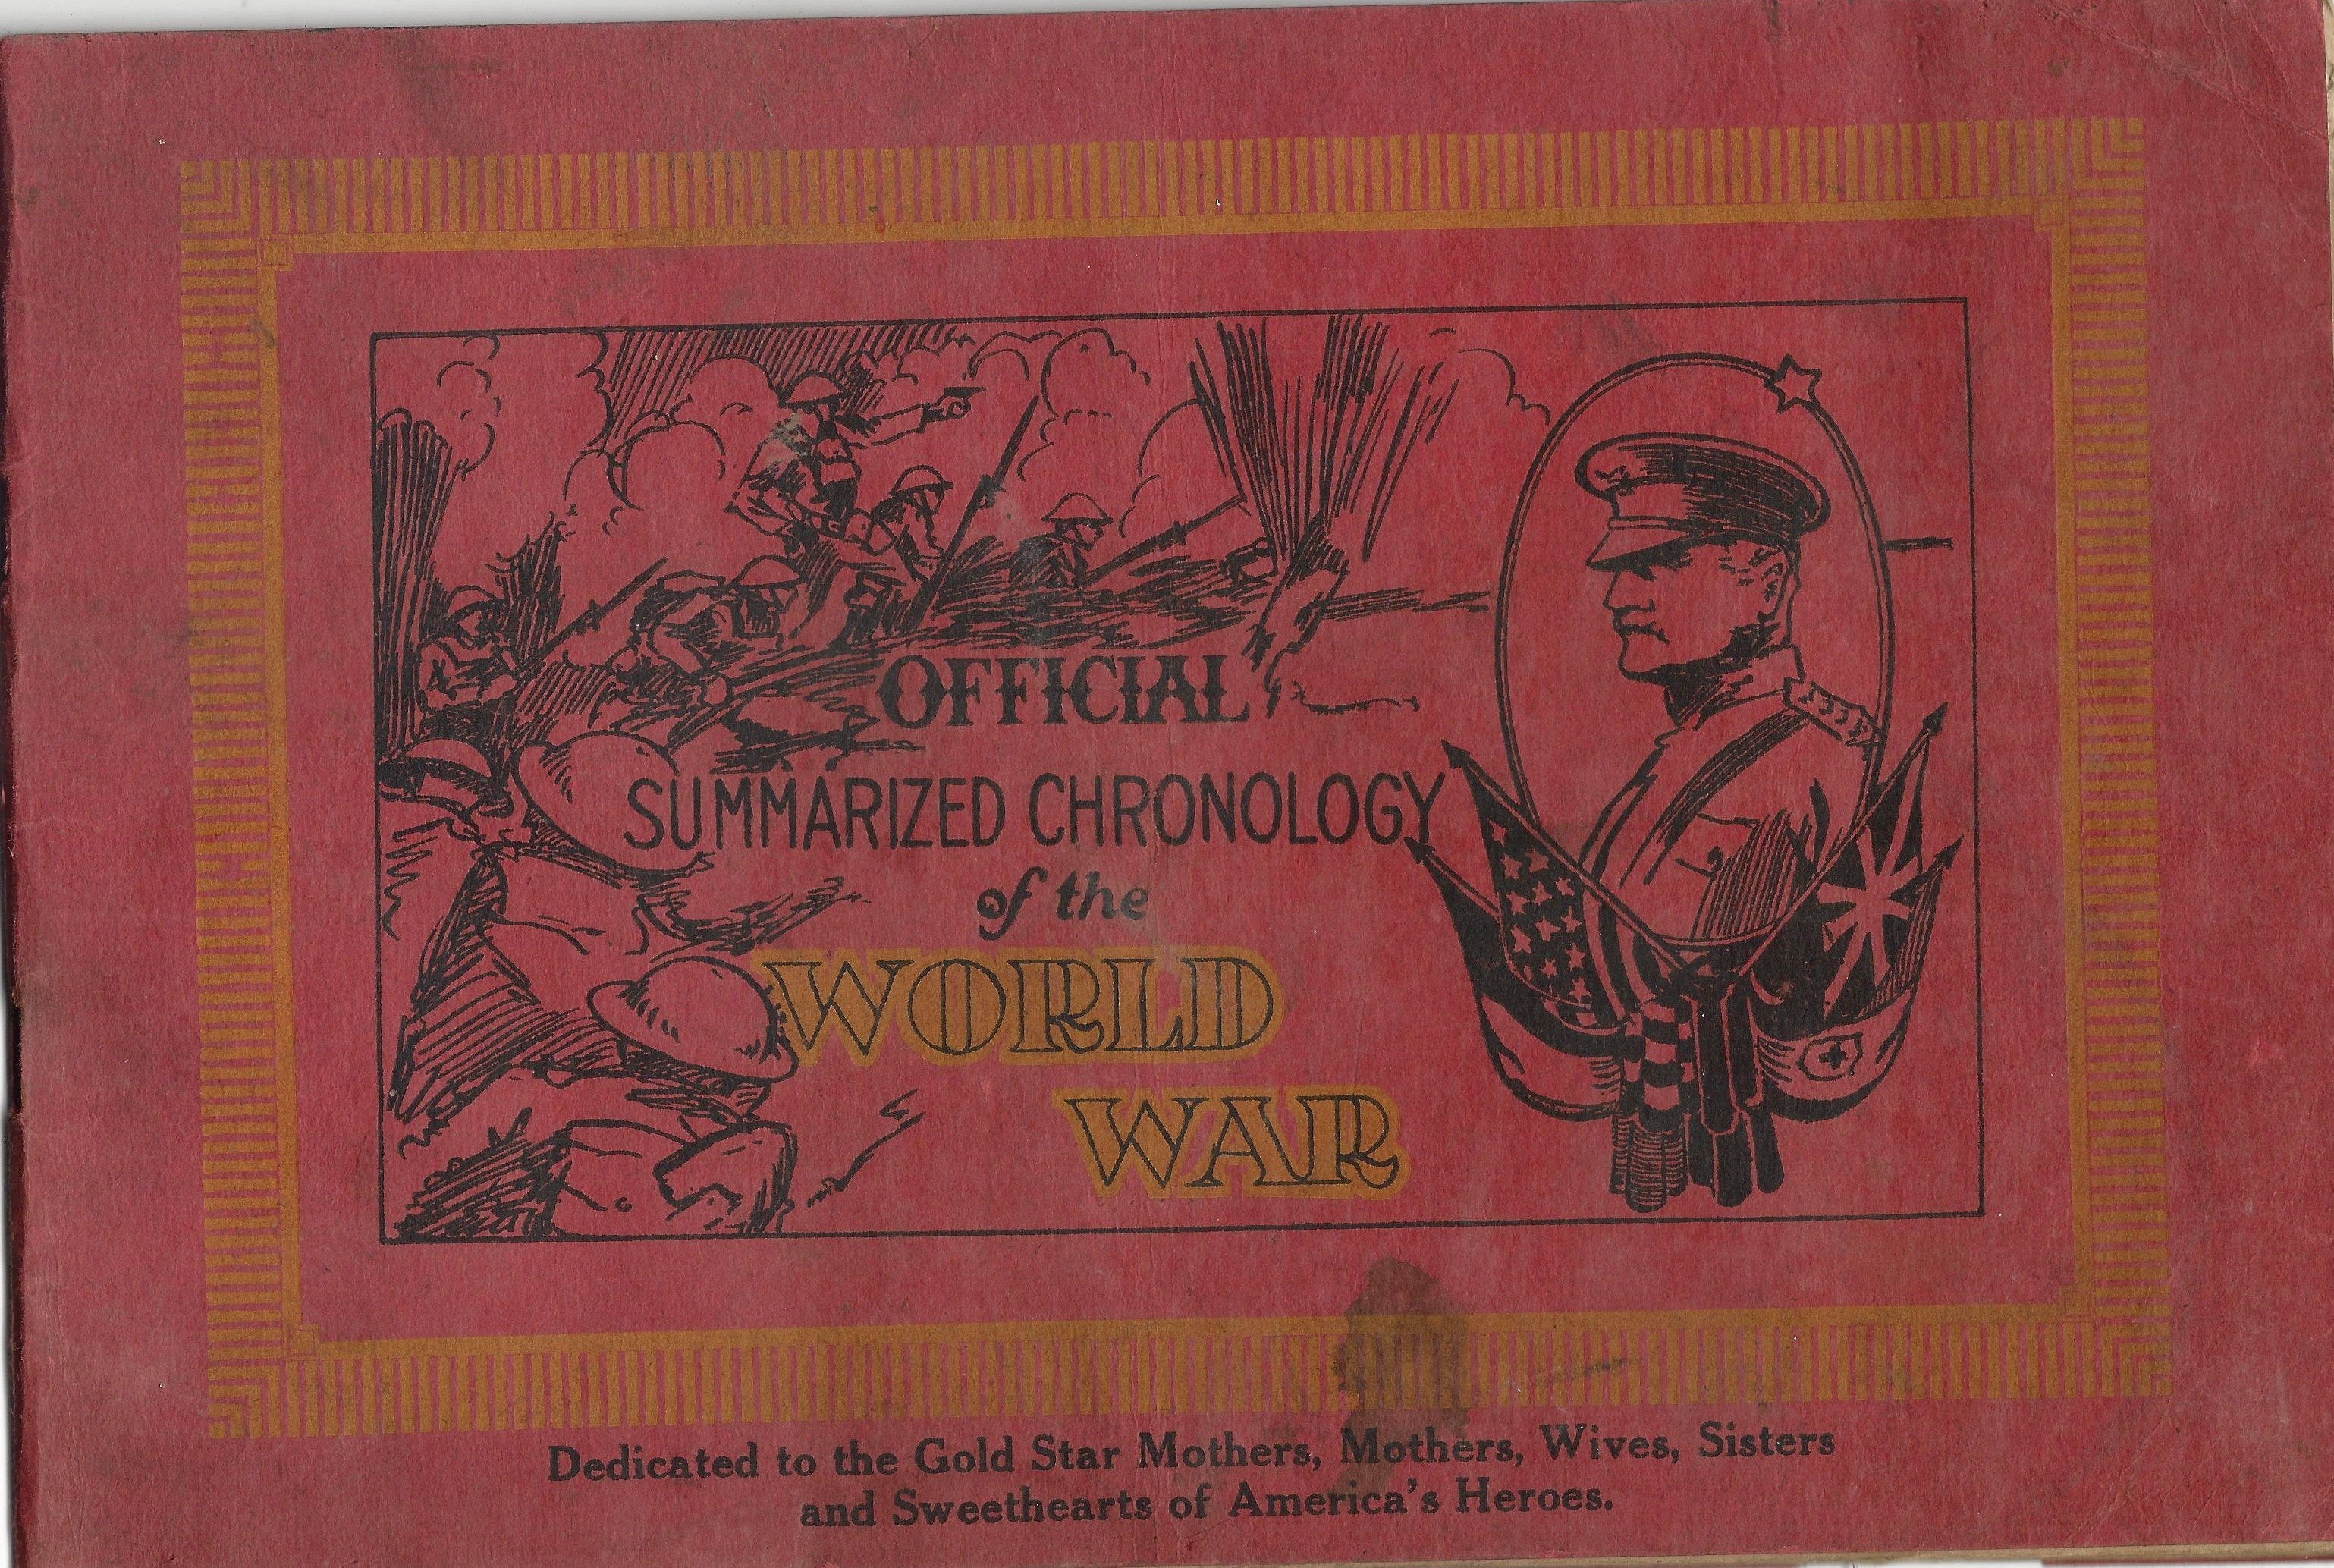 OFFICIAL
SUMMARIZED CHRONOLOGY
of the
WORLD
WAR
Dedicated to the Gold Star Mothers, Mothers, Wives, Sisters
and Sweethearts of America's Heroes.